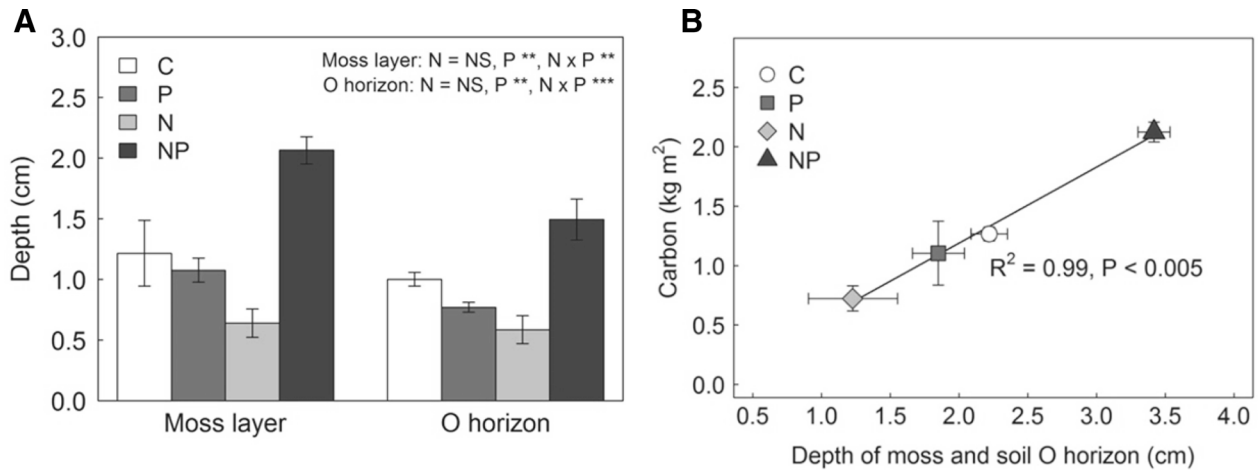 A
3.0
2.5
2.0
1.5
1.0
0.5
0.0
Depth (cm)
C
P
N
NP
Moss layer: N = NS, P **, N x P **
O horizon: N = NS, P **, N x P ***
Moss layer
O horizon
B
2.5
2.0
1.5
1.0
0.5
0.0
Carbon (kg m²)
C
P
N
NP
R² = 0.99, P < 0.005
0.5 1.0 1.5 2.0 2.5 3.0 3.5 4.0
Depth of moss and soil O horizon (cm)